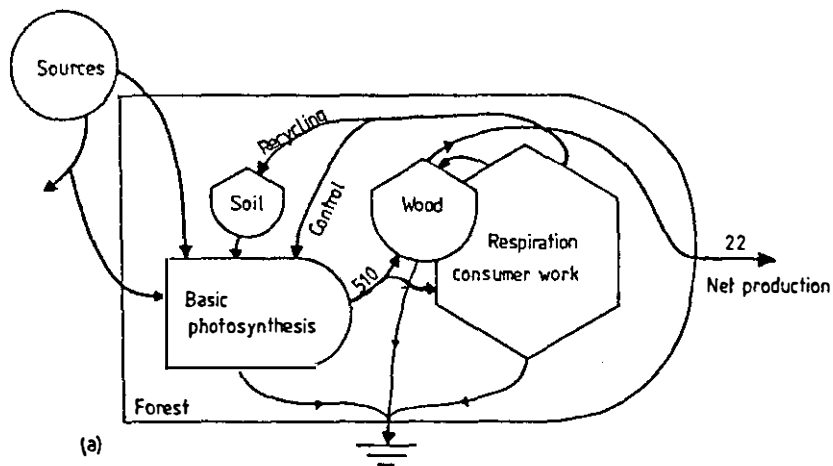 Sources
Recycling
Soil
Control
Wood
Respiration
consumer work
510
Basic
photosynthesis
22
Net production
Forest
(a)